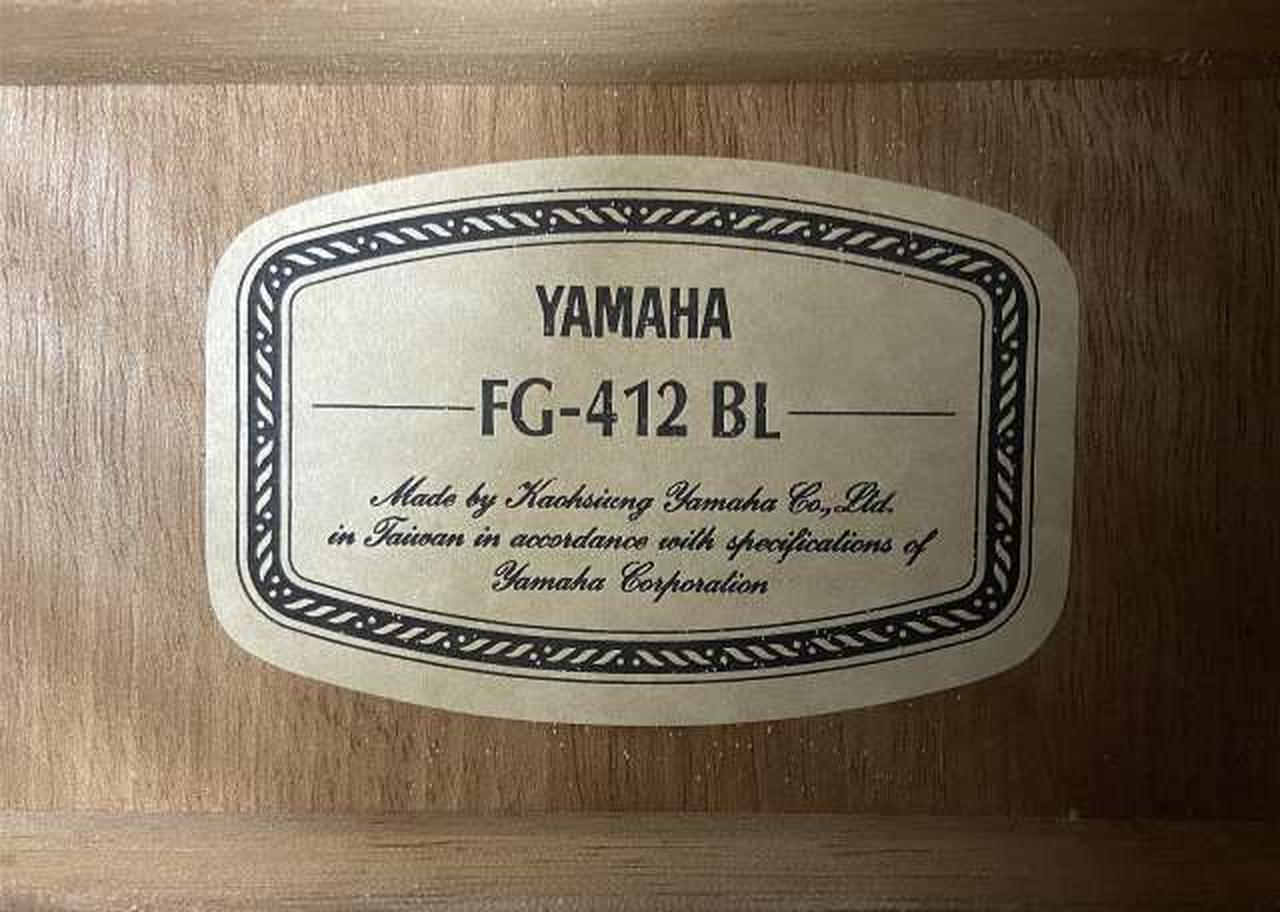 YAMAHA
FG-412 BL
Made by Kaohsiung Yamaha Co., Ltd.
in Taiwan in accordance with specifications of
Yamaha Corporation